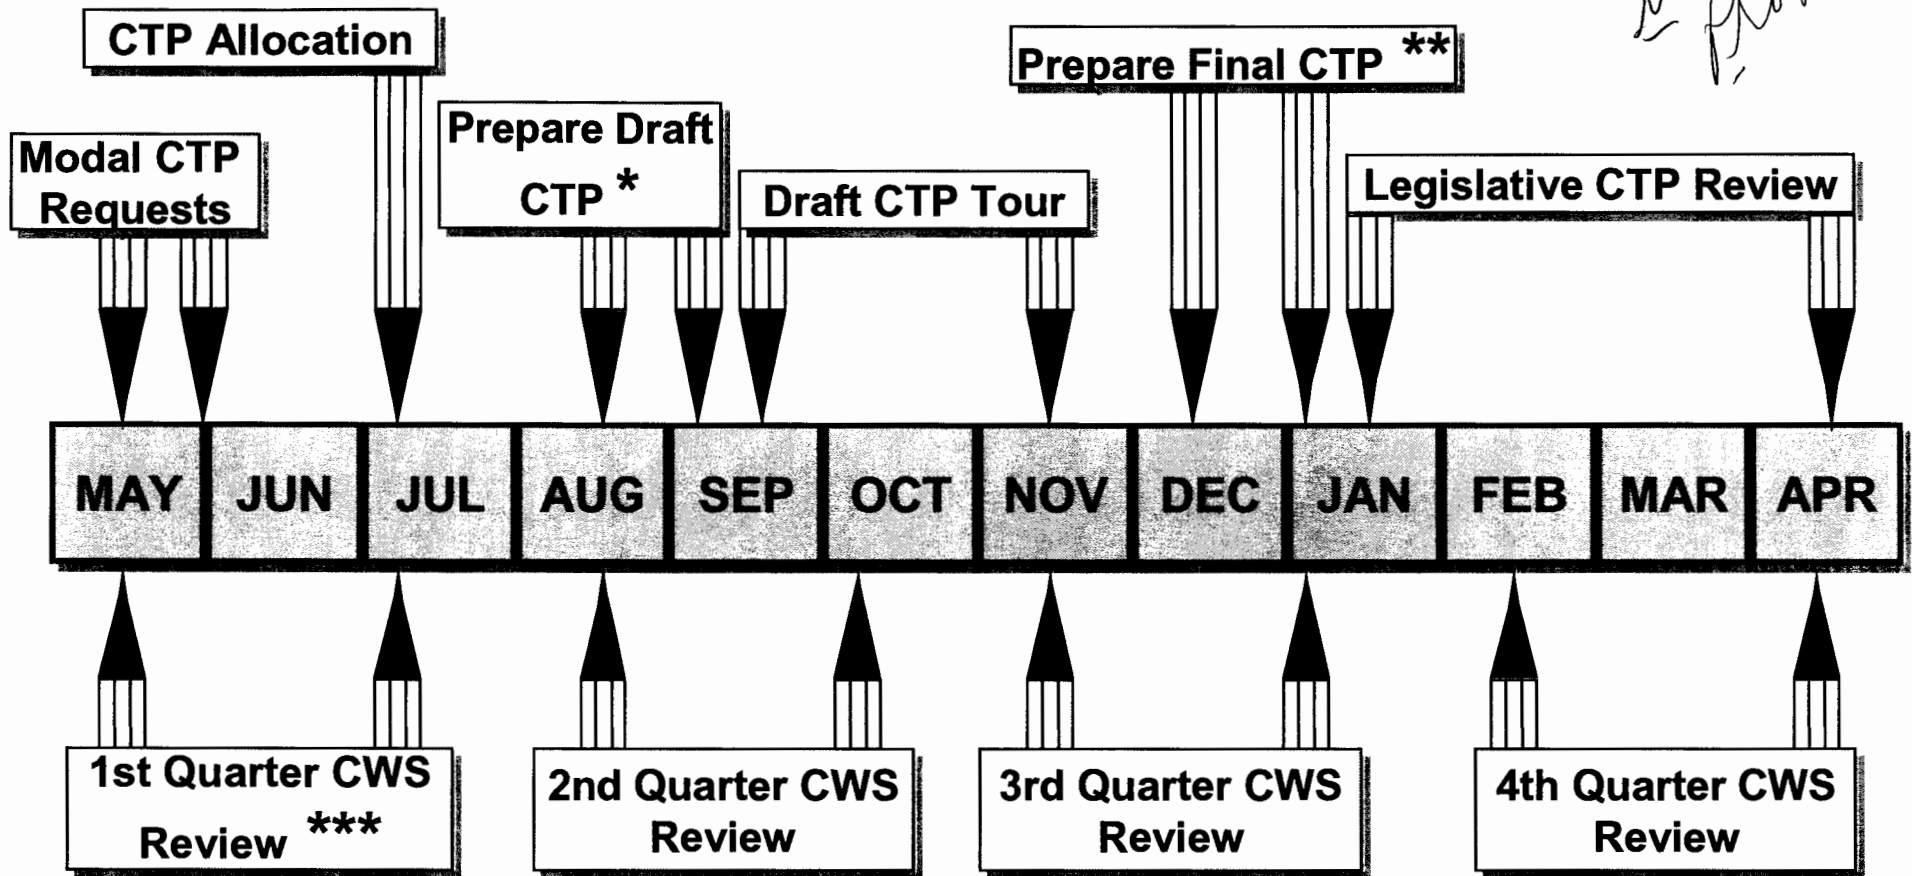 CTP Allocation
Prepare Final CTP **
Modal CTP
Requests
Prepare Draft
CTP *
Draft CTP Tour
Legislative CTP Review
MAY JUN JUL AUG SEP OCT NOV DEC JAN FEB MAR APR
1st Quarter CWS
Review ***
2nd Quarter CWS
Review
3rd Quarter CWS
Review
4th Quarter CWS
Review